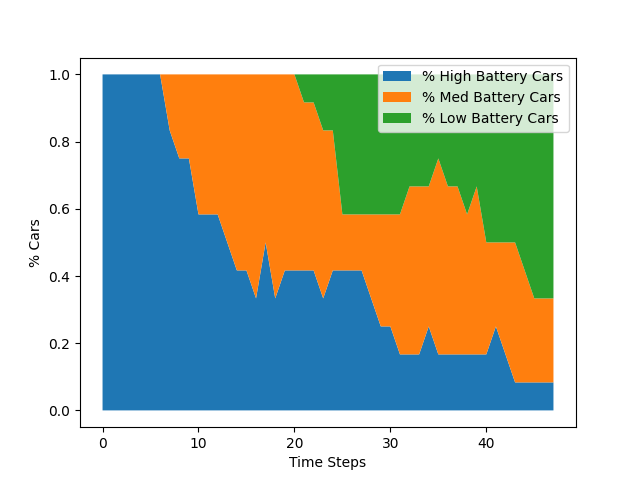 % High Battery Cars
% Med Battery Cars
% Low Battery Cars
1.0
0.8
0.6
0.4
0.2
0.0
% Cars
0 10 20 30 40
Time Steps